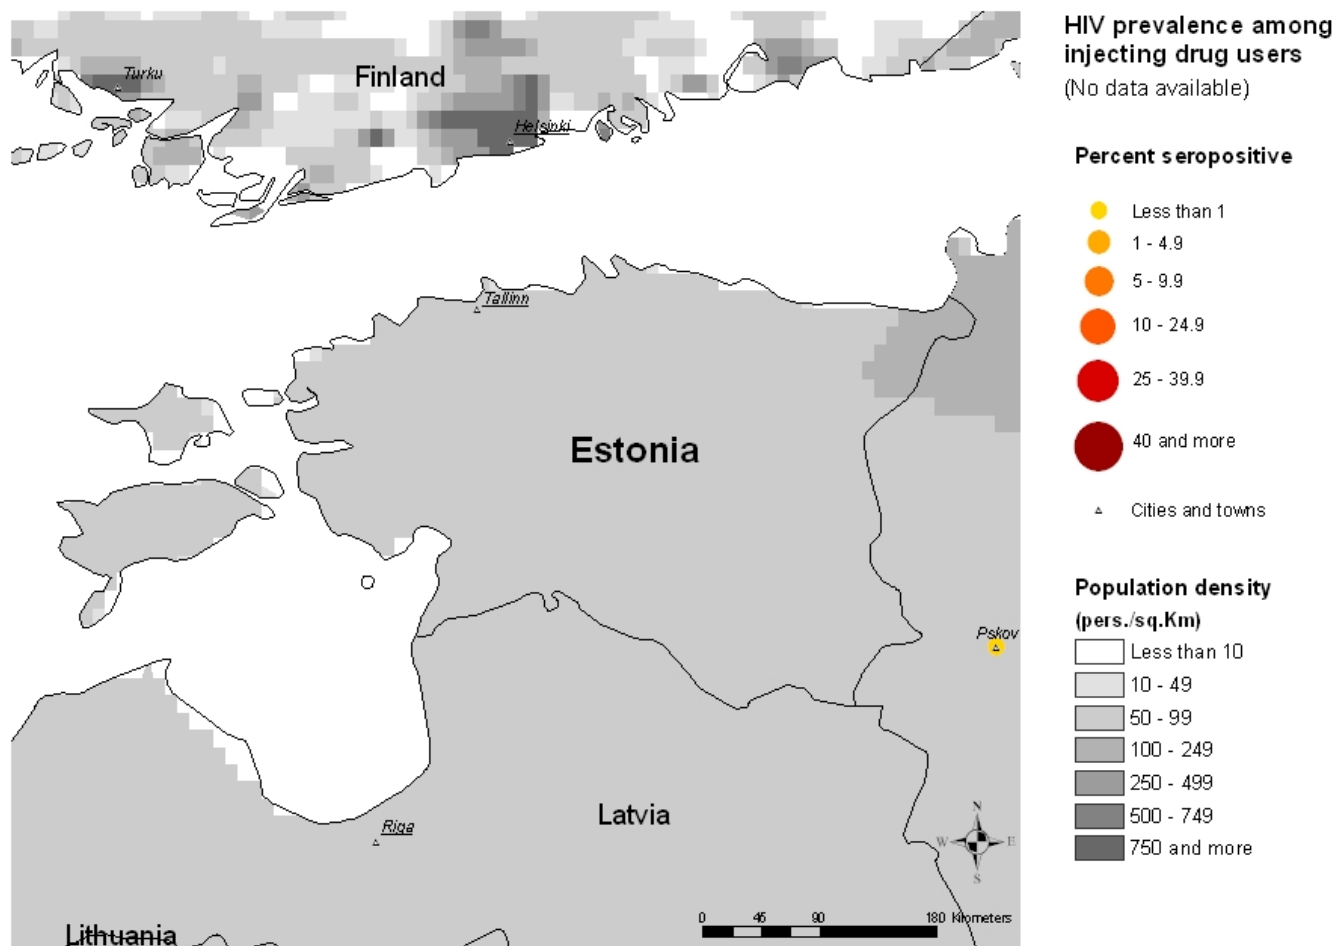 Turku
Finland
Helsinki
Tallinn
Estonia
Pskov
Latvia
Riga
Lithuania
N
W E
S
0 45 90 180 Kilometers
HIV prevalence among
injecting drug users
(No data available)
Percent seropositive
Less than 1
1 - 4.9
5 - 9.9
10 - 24.9
25 - 39.9
40 and more
Cities and towns
Population density
(pers./sq.Km)
Less than 10
10 - 49
50 - 99
100 - 249
250 - 499
500 - 749
750 and more